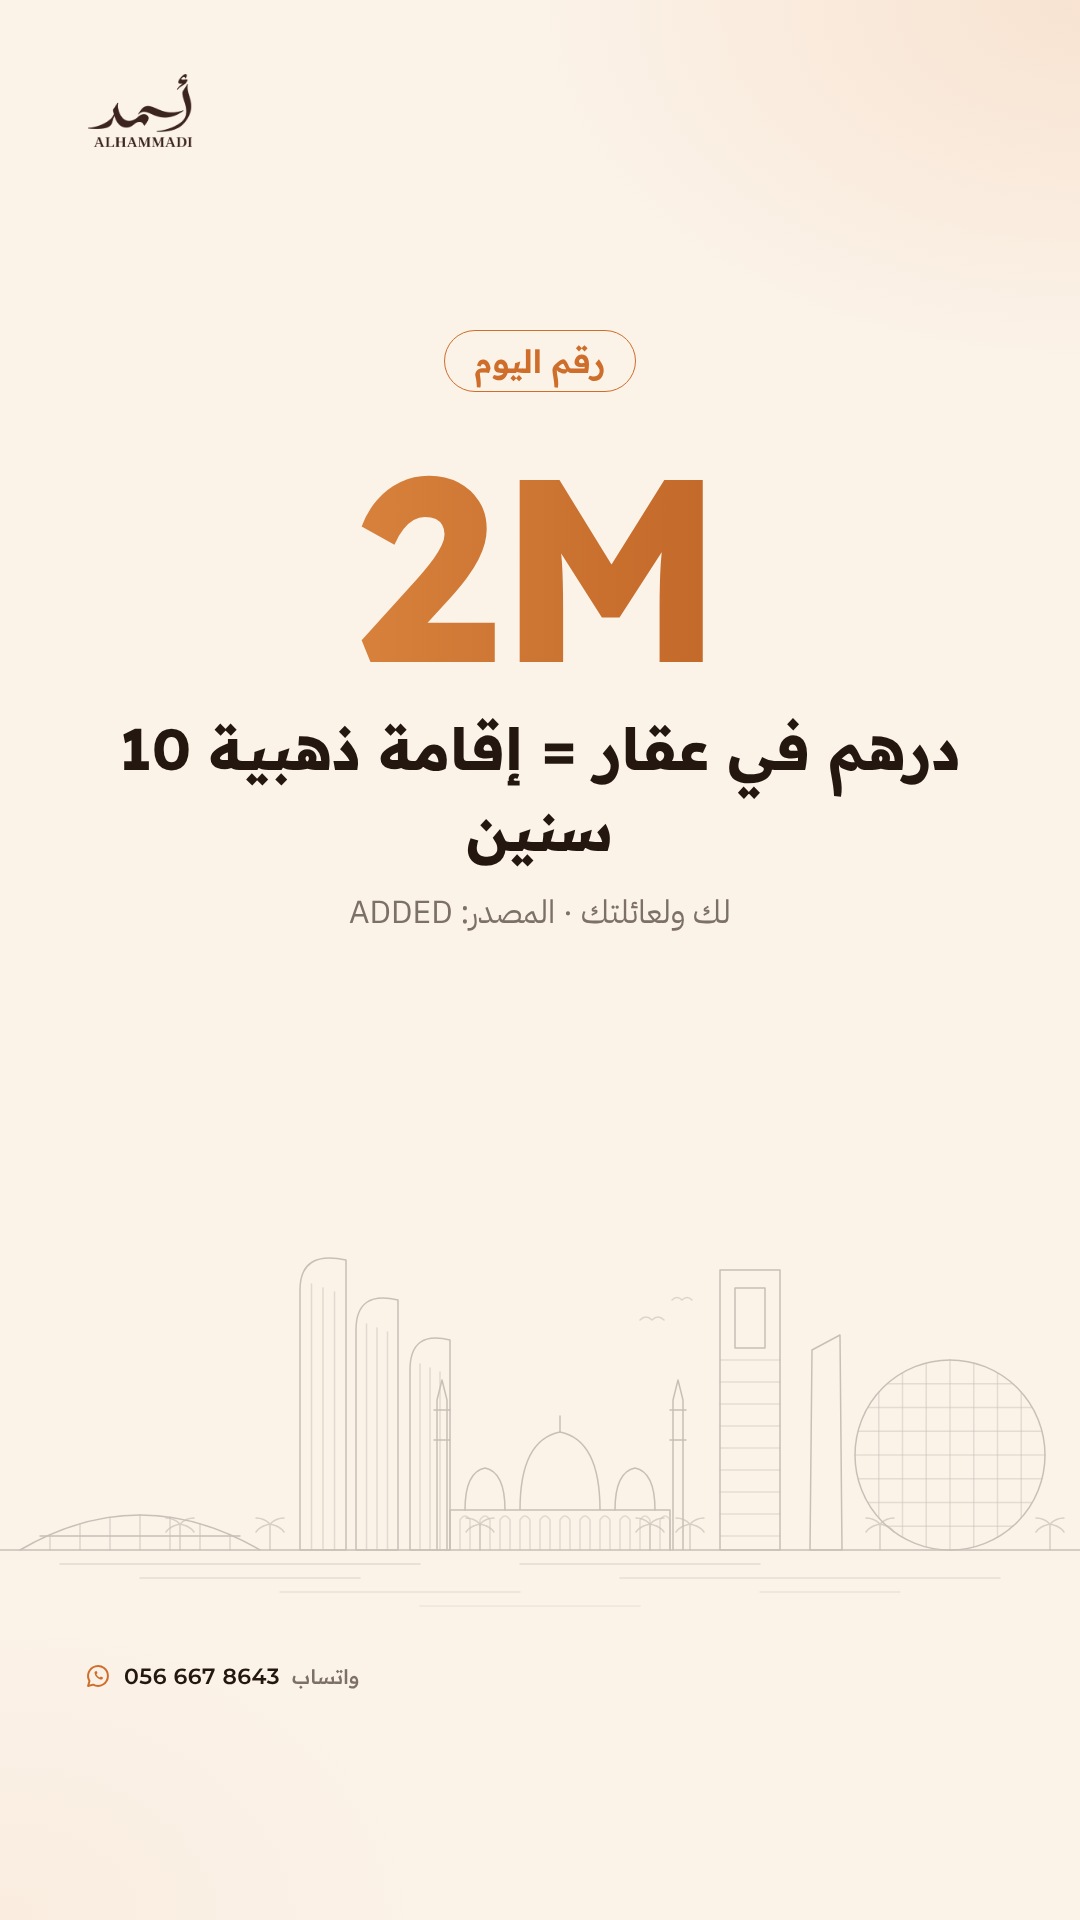 أحمد
ALHAMMADI
رقم اليوم
2M
درهم في عقار = إقامة ذهبية 10
سنين
لك ولعائلتك · المصدر: ADDED
056 667 8643 واتساب